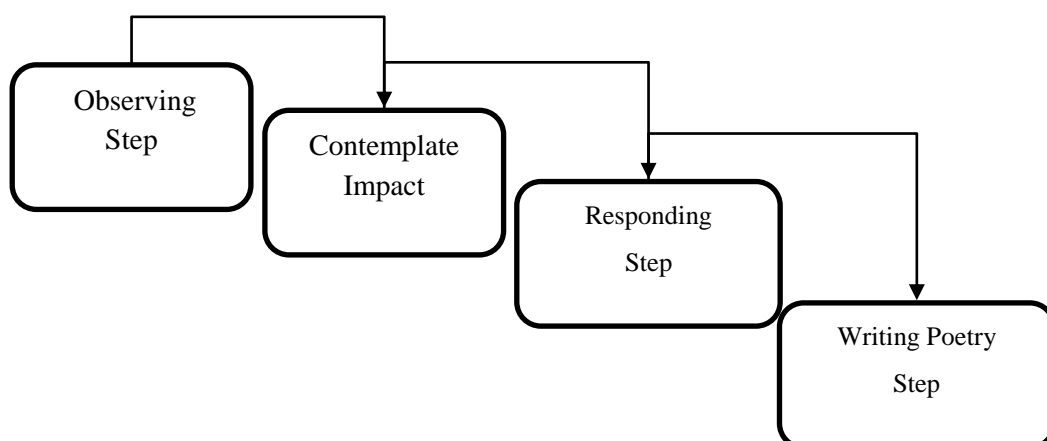 Observing
Step
Contemplate
Impact
Responding
Step
Writing Poetry
Step